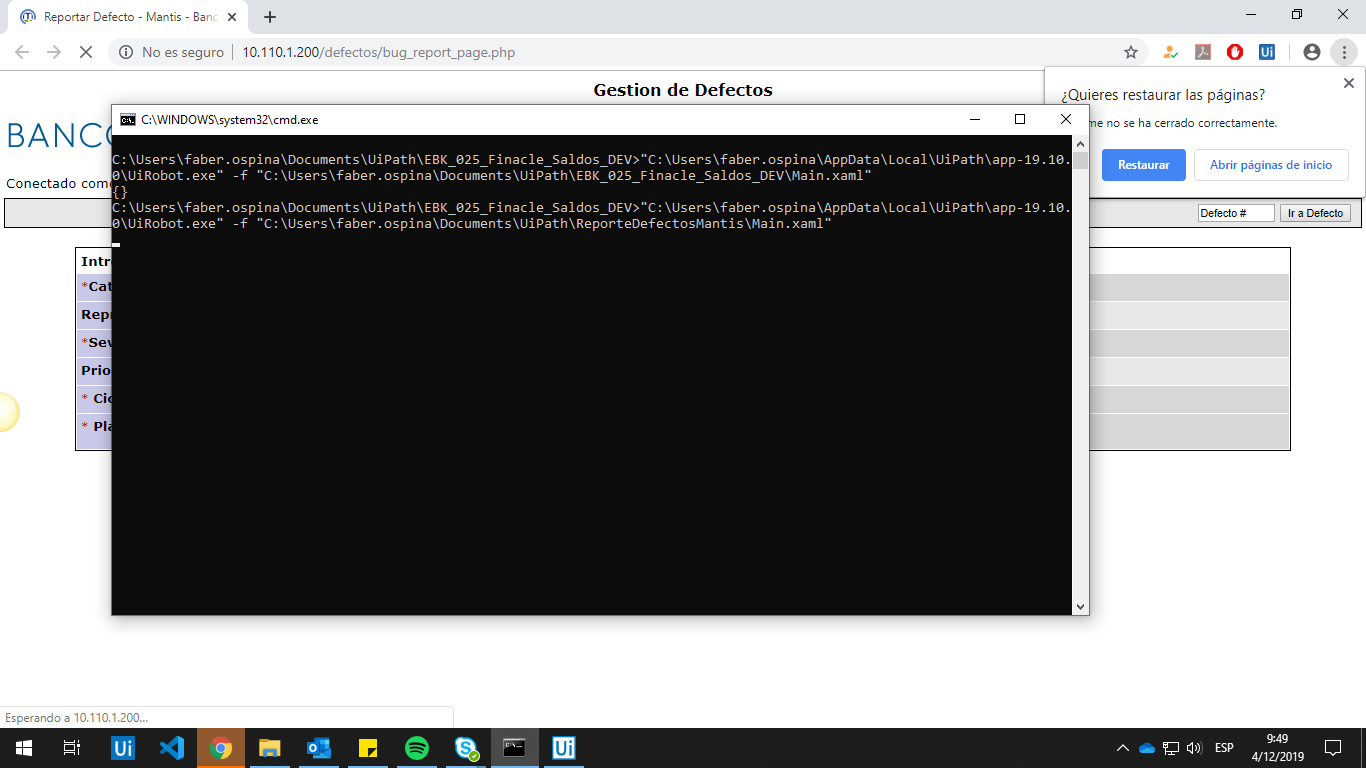 Reportar Defecto - Mantis - Banc
No es seguro
10.110.1.200/defectos/bug_report_page.php
Gestion de Defectos
¿Quieres restaurar las páginas?
me no se ha cerrado correctamente.
Restaurar
Abrir páginas de inicio
BANCO
Conectado com
Defecto #
Ir a Defecto
C:\WINDOWS\system32\cmd.exe
C:\Users\faber.ospina\Documents\UiPath\EBK_025_Finacle_Saldos_DEV>"C:\Users\faber.ospina\AppData\Local\UiPath\app-19.10.
0\UiRobot.exe" -f "C:\Users\faber.ospina\Documents\UiPath\EBK_025_Finacle_Saldos_DEV\Main.xaml"
{}
C:\Users\faber.ospina\Documents\UiPath\EBK_025_Finacle_Saldos_DEV>"C:\Users\faber.ospina\AppData\Local\UiPath\app-19.10.
0\UiRobot.exe" -f "C:\Users\faber.ospina\Documents\UiPath\ReporteDefectosMantis\Main.xaml"
Intr
*Cat
Repr
*Sev
Prio
* Cic
* Pla
Esperando a 10.110.1.200...
Ui
Ui
ESP
9:49
4/12/2019